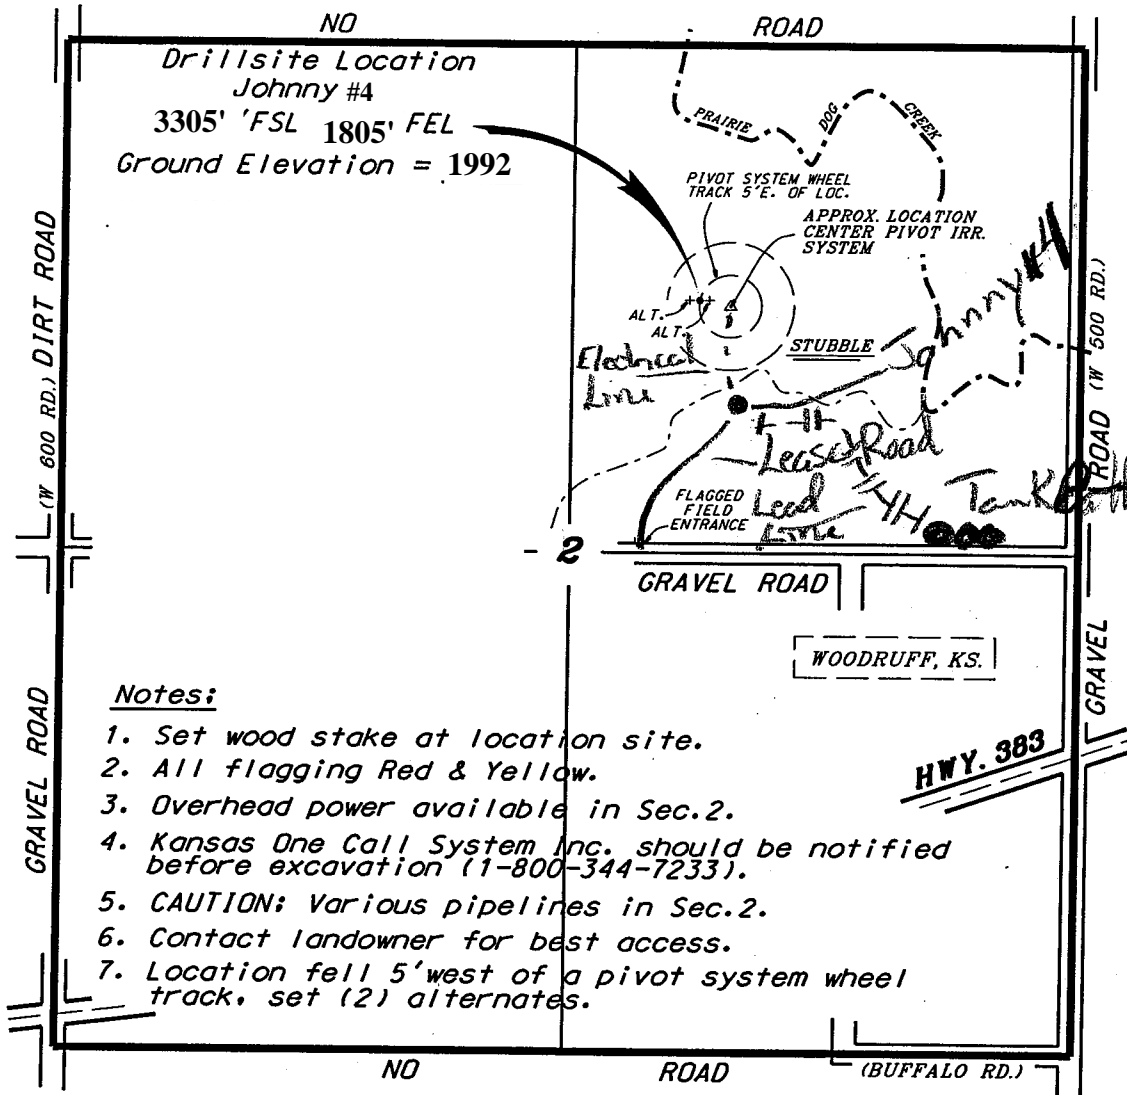 NO ROAD
Drillsite Location
Johnny #4
3305' 'FSL 1805' FEL
Ground Elevation = 1992
PRAIRIE DOG CREEK
PIVOT SYSTEM WHEEL
TRACK 5'E. OF LOC.
APPROX. LOCATION
CENTER PIVOT IRR.
SYSTEM
ALT.
ALT.
STUBBLE
Johnny #4
Electrical
Line
Leased Road
Lead
Line
Tank Batt
FLAGGED
FIELD
ENTRANCE
- 2
GRAVEL ROAD
WOODRUFF, KS.
HWY. 383
(W 600 RD.) DIRT ROAD
GRAVEL ROAD
GRAVEL ROAD (W 500 RD.)
Notes:
1. Set wood stake at location site.
2. All flagging Red & Yellow.
3. Overhead power available in Sec.2.
4. Kansas One Call System Inc. should be notified
before excavation (1-800-344-7233).
5. CAUTION: Various pipelines in Sec.2.
6. Contact landowner for best access.
7. Location fell 5'west of a pivot system wheel
track. set (2) alternates.
NO ROAD (BUFFALO RD.)